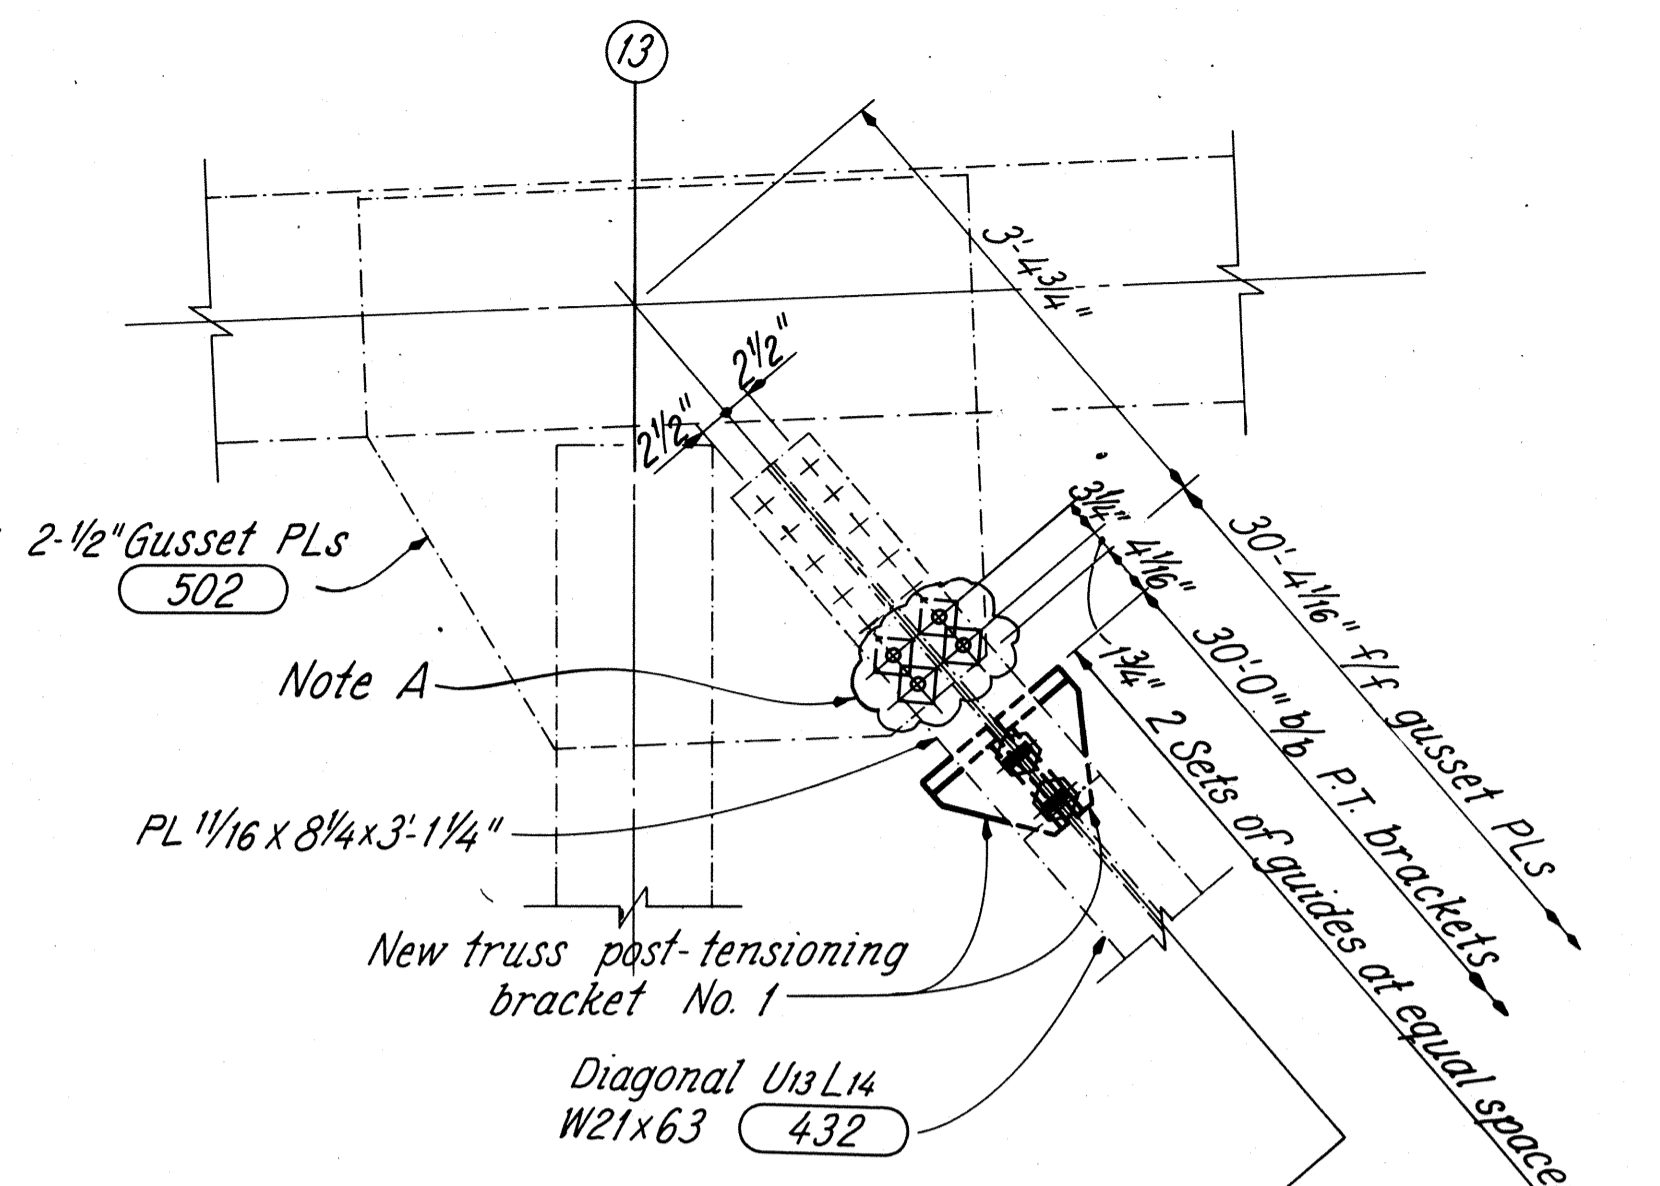 13
3'-4 3/4"
2 1/2"
2 1/2"
2-1/2" Gusset PLs
502
3 1/4"
4 1/16"
30'-4 1/16" f/f gusset PLs
30'-0" b/b P.T. brackets
1 3/4"
2 Sets of guides at equal space
Note A
PL 11/16 x 8 1/4 x 3'-1 1/4"
New truss post-tensioning
bracket No. 1
Diagonal U13 L14
W21x63
432